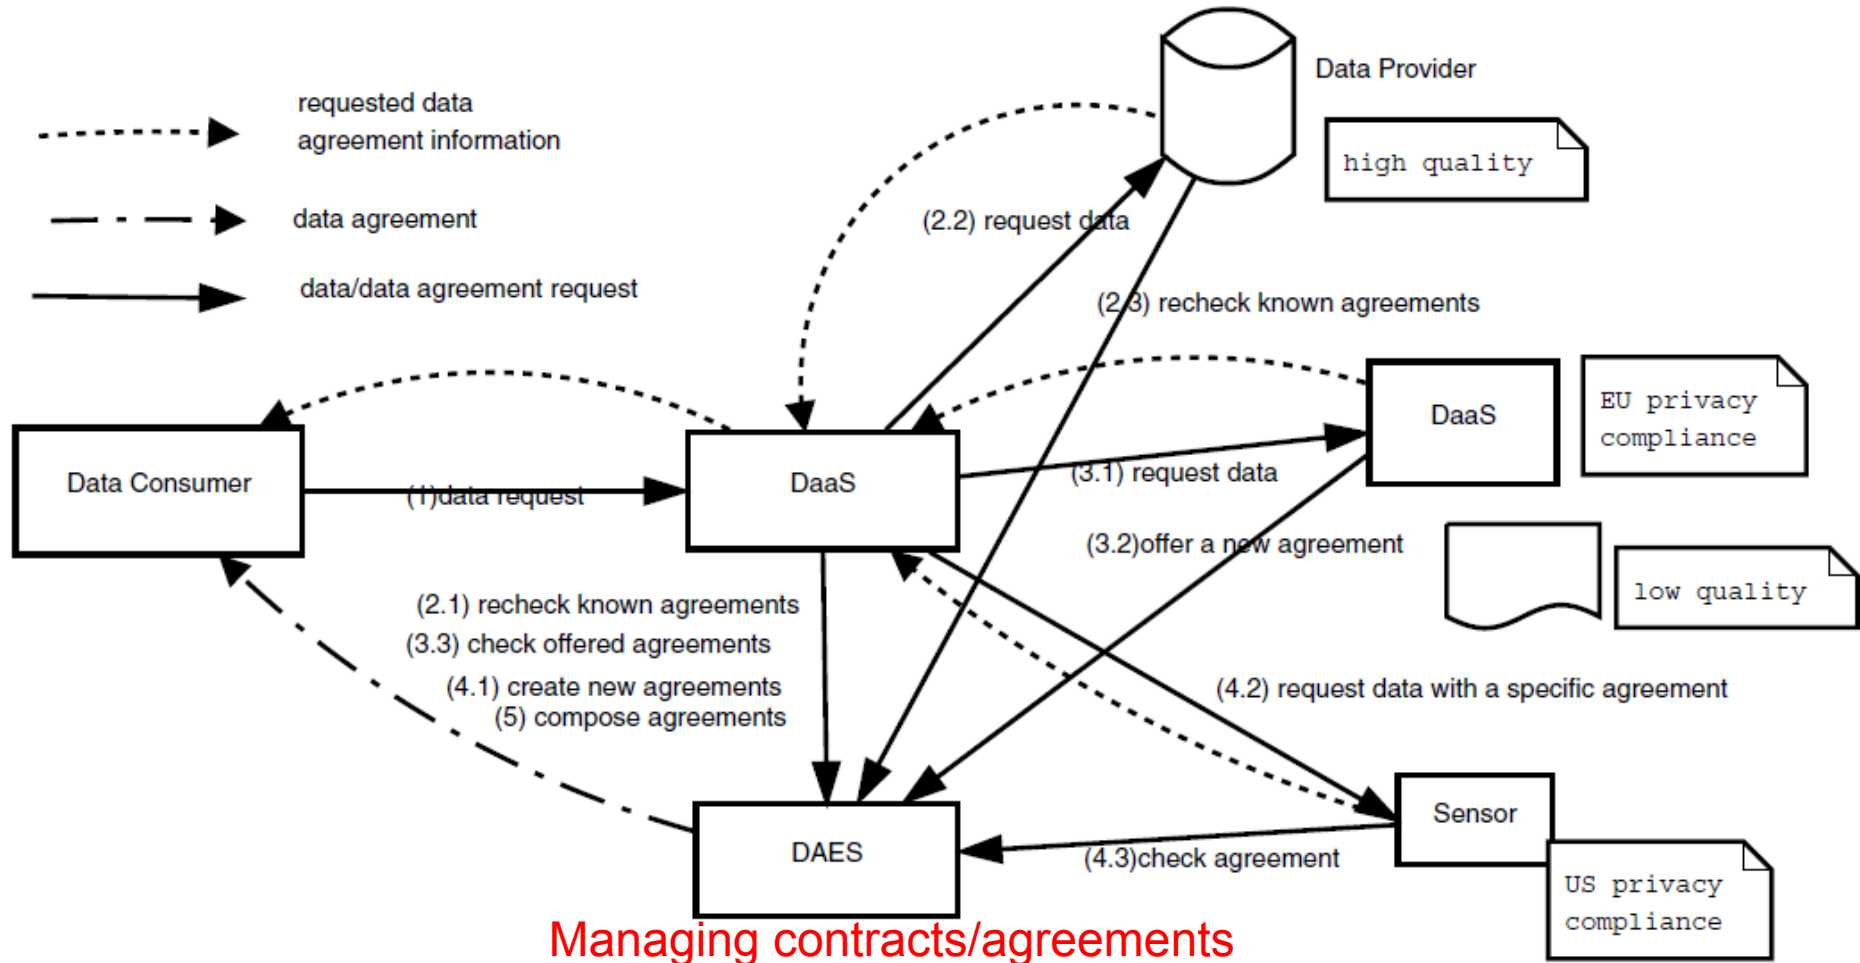 Data Provider
requested data
agreement information
high quality
data agreement
(2.2) request data
data/data agreement request
(2.3) recheck known agreements
EU privacy
compliance
DaaS
Data Consumer
DaaS
(3.1) request data
(1)data request
(3.2)offer a new agreement
low quality
(2.1) recheck known agreements
(3.3) check offered agreements
(4.1) create new agreements
(5) compose agreements
(4.2) request data with a specific agreement
Sensor
DAES
(4.3)check agreement
US privacy
compliance
Managing contracts/agreements